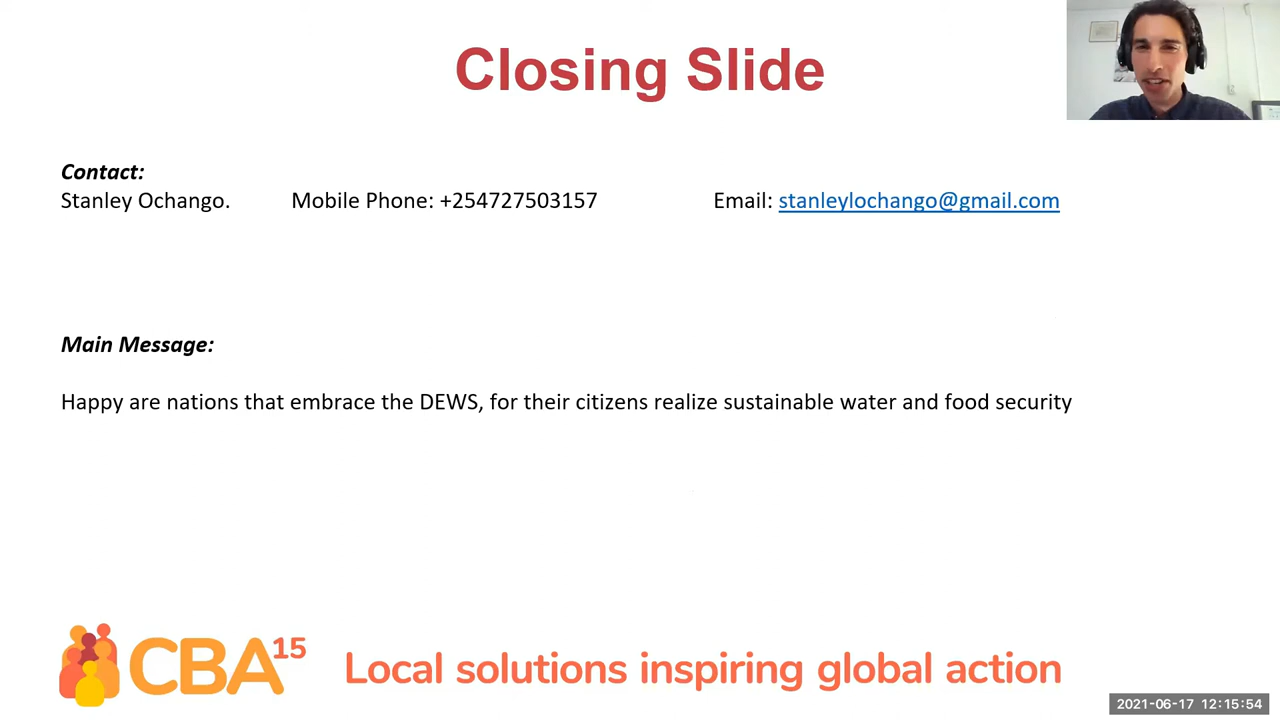 Closing Slide
Contact:
Stanley Ochango. Mobile Phone: +254727503157 Email: stanleylochango@gmail.com
Main Message:
Happy are nations that embrace the DEWS, for their citizens realize sustainable water and food security
CBA15 Local solutions inspiring global action
2021-06-17 12:15:54